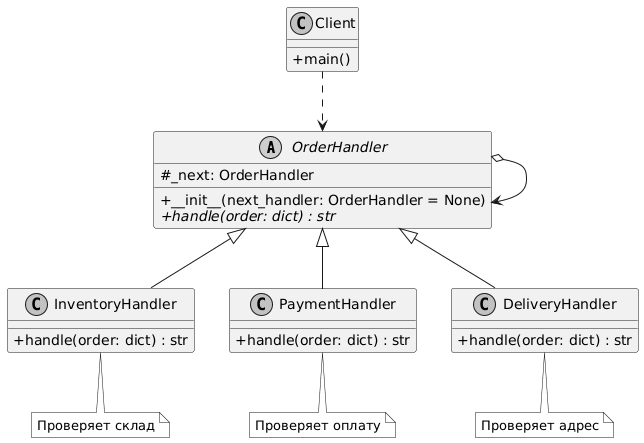 C Client
+main()
A OrderHandler
#_next: OrderHandler
+__init__(next_handler: OrderHandler = None)
+handle(order: dict) : str
C InventoryHandler
+handle(order: dict) : str
C PaymentHandler
+handle(order: dict) : str
C DeliveryHandler
+handle(order: dict) : str
Проверяет склад
Проверяет оплату
Проверяет адрес